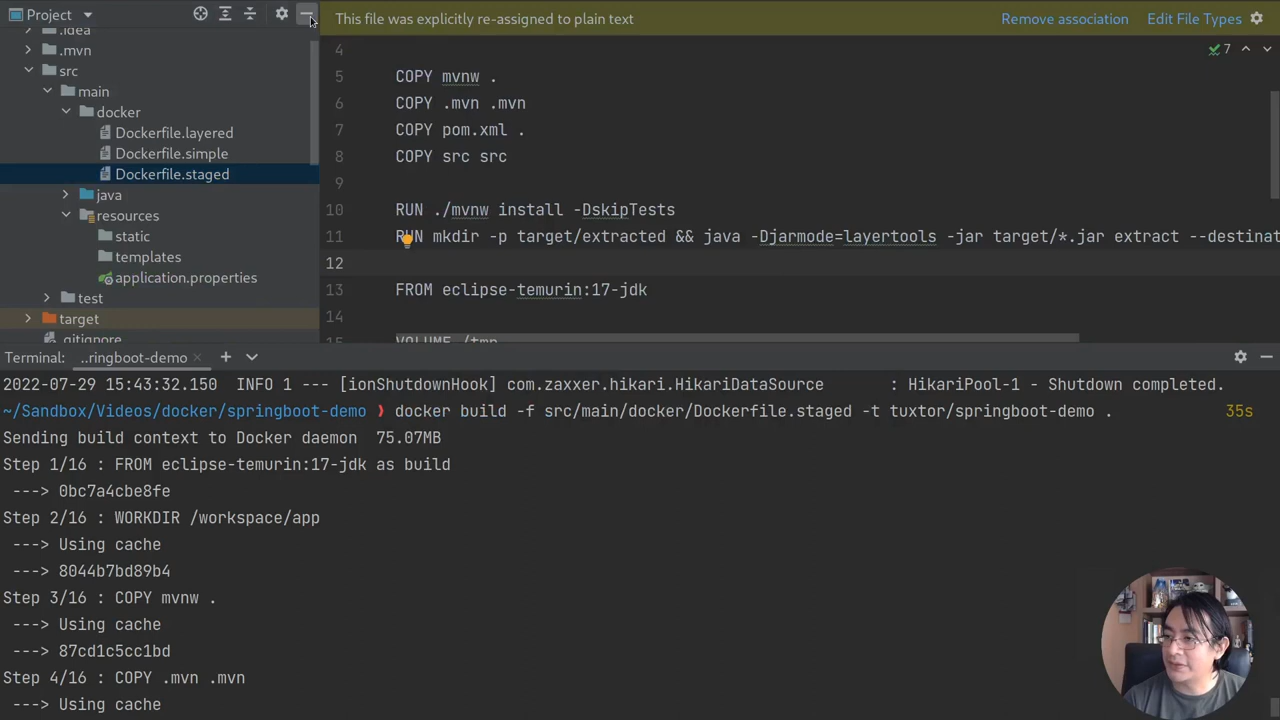 Project
This file was explicitly re-assigned to plain text
Remove association
Edit File Types
.idea
.mvn
src
main
docker
Dockerfile.layered
Dockerfile.simple
Dockerfile.staged
java
resources
static
templates
application.properties
test
target
.gitignore
7
4
5 COPY mvnw .
6 COPY .mvn .mvn
7 COPY pom.xml .
8 COPY src src
9
10 RUN ./mvnw install -DskipTests
11 RUN mkdir -p target/extracted && java -Djarmode=layertools -jar target/*.jar extract --destinat
12
13 FROM eclipse-temurin:17-jdk
14
15 VOLUME /tmp
Terminal: ..ringboot-demo
2022-07-29 15:43:32.150 INFO 1 --- [ionShutdownHook] com.zaxxer.hikari.HikariDataSource : HikariPool-1 - Shutdown completed.
~/Sandbox/Videos/docker/springboot-demo ❯ docker build -f src/main/docker/Dockerfile.staged -t tuxtor/springboot-demo . 35s
Sending build context to Docker daemon 75.07MB
Step 1/16 : FROM eclipse-temurin:17-jdk as build
---> 0bc7a4cbe8fe
Step 2/16 : WORKDIR /workspace/app
---> Using cache
---> 8044b7bd89b4
Step 3/16 : COPY mvnw .
---> Using cache
---> 87cd1c5cc1bd
Step 4/16 : COPY .mvn .mvn
---> Using cache